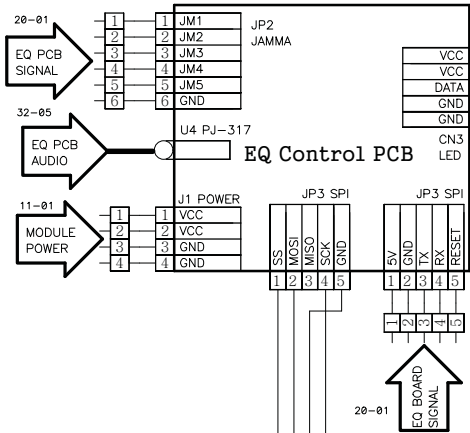 20-01
EQ PCB
SIGNAL
1 1 JM1
2 2 JM2
3 3 JM3
4 4 JM4
5 5 JM5
6 6 GND
JP2
JAMMA
VCC
VCC
DATA
GND
GND
CN3
LED
32-05
EQ PCB
AUDIO
U4 PJ-317
EQ Control PCB
11-01
MODULE
POWER
J1 POWER
1 1 VCC
2 2 VCC
3 3 GND
4 4 GND
JP3 SPI
SS MOSI MISO SCK GND
1 2 3 4 5
JP3 SPI
5V GND TX RX RESET
1 2 3 4 5
1 2 3 4 5
20-01
EQ BOARD
SIGNAL